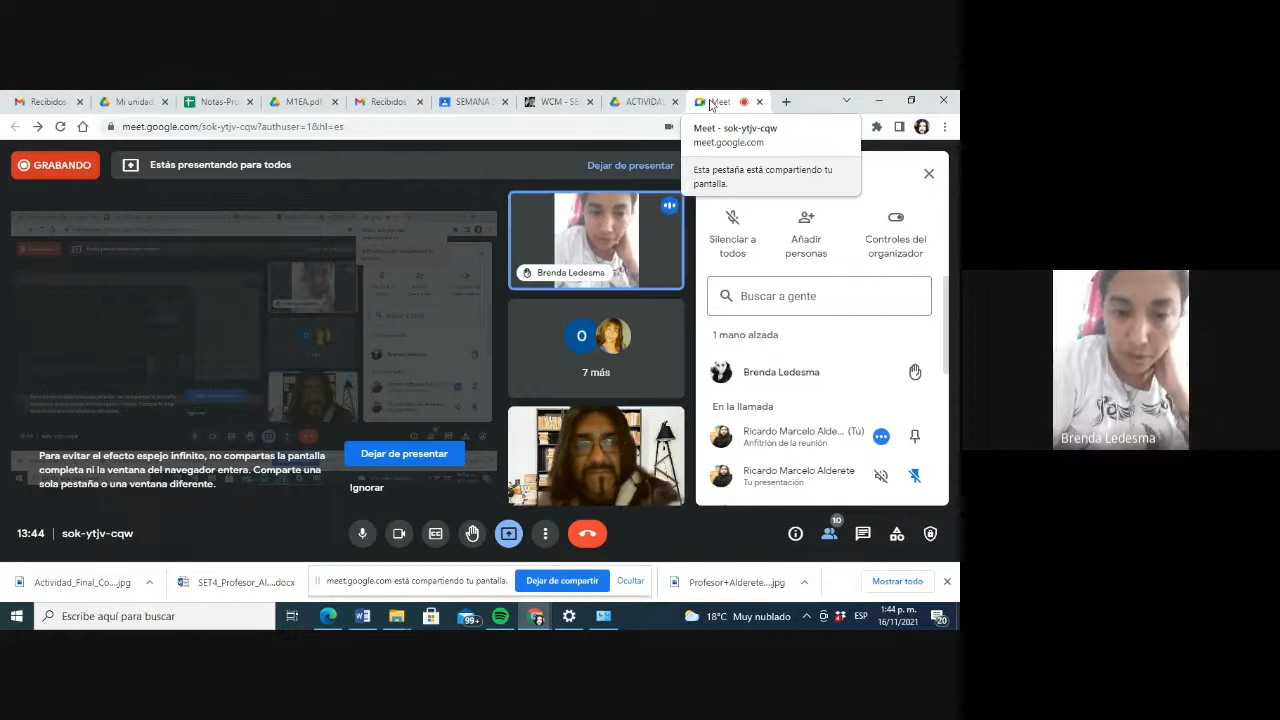 Recibidos
Mi unidad
Notas-Pro
M1EA.pdf
Recibidos
SEMANA
WCM - SE
ACTIVIDAD
Meet
meet.google.com/sok-ytjv-cqw?authuser=1&hl=es
Meet - sok-ytjv-cqw
meet.google.com
Esta pestaña está compartiendo tu
pantalla.
GRABANDO
Estás presentando para todos
Dejar de presentar
Silenciar a
todos
Añadir
personas
Controles del
organizador
Brenda Ledesma
Buscar a gente
1 mano alzada
O
7 más
Brenda Ledesma
En la llamada
Ricardo Marcelo Alde... (Tú)
Anfitrión de la reunión
Ricardo Marcelo Alderete
Tu presentación
Para evitar el efecto espejo infinito, no compartas la pantalla
completa ni la ventana del navegador entera. Comparte una
sola pestaña o una ventana diferente.
Dejar de presentar
Ignorar
13:44
sok-ytjv-cqw
10
Actividad_Final_Co....jpg
SET4_Profesor_Al....docx
meet.google.com está compartiendo tu pantalla.
Dejar de compartir
Ocultar
Profesor+Alderete....jpg
Mostrar todo
Escribe aquí para buscar
99+
18°C Muy nublado
ESP
1:44 p. m.
16/11/2021
20
Brenda Ledesma